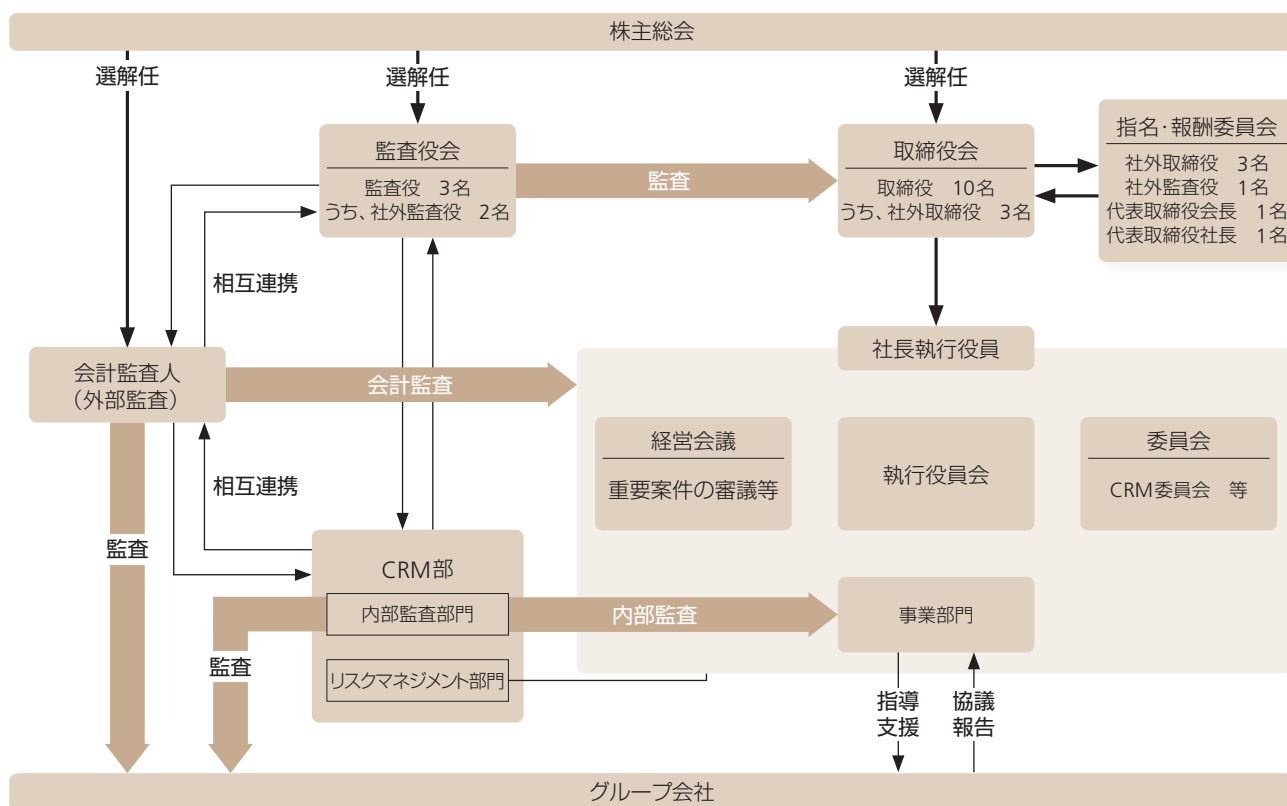 株主総会
選解任
選解任
選解任
監査役会
監査役　3名
うち、社外監査役　2名
監査
取締役会
取締役　10名
うち、社外取締役　3名
指名・報酬委員会
社外取締役　3名
社外監査役　1名
代表取締役会長　1名
代表取締役社長　1名
相互連携
社長執行役員
会計監査人
（外部監査）
会計監査
経営会議
重要案件の審議等
執行役員会
委員会
CRM委員会　等
相互連携
監査
CRM部
内部監査部門
内部監査
事業部門
監査
リスクマネジメント部門
指導
支援
協議
報告
グループ会社